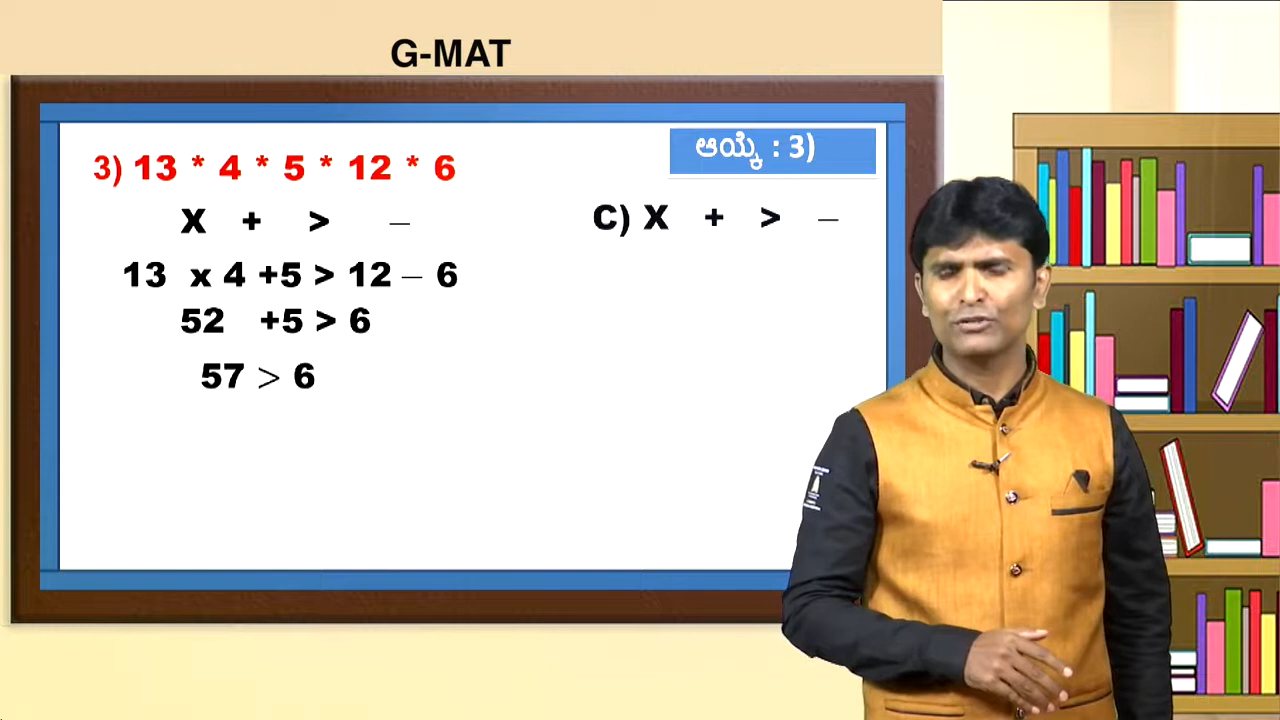 G-MAT
3) 13 * 4 * 5 * 12 * 6
X + > –
13 x 4 +5 > 12 – 6
52 +5 > 6
57 > 6
ಆಯ್ಕೆ : 3)
C) X + > –